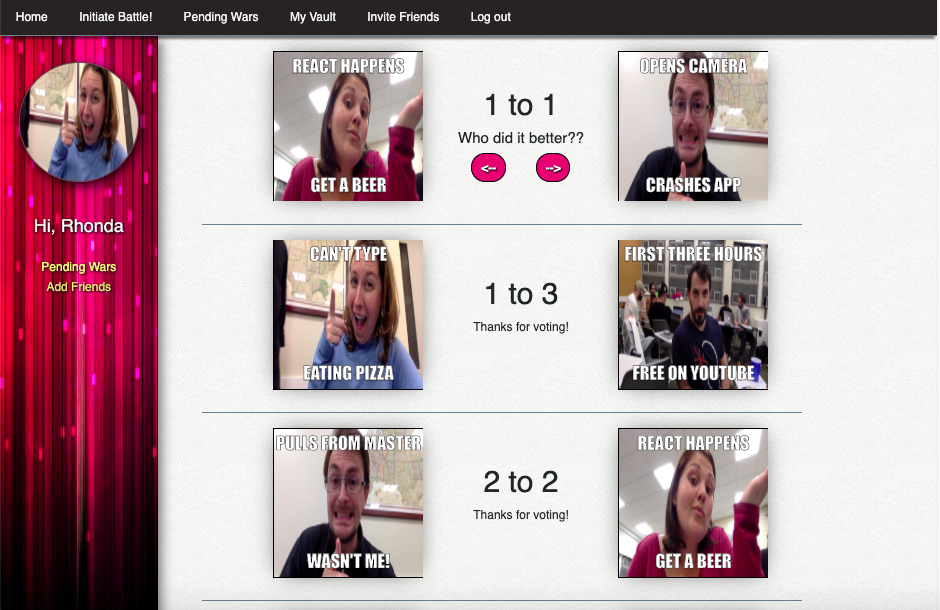 Home
Initiate Battle!
Pending Wars
My Vault
Invite Friends
Log out
Hi, Rhonda
Pending Wars
Add Friends
REACT HAPPENS
GET A BEER
1 to 1
Who did it better??
<--
-->
OPENS CAMERA
CRASHES APP
CAN'T TYPE
EATING PIZZA
1 to 3
Thanks for voting!
FIRST THREE HOURS
FREE ON YOUTUBE
PULLS FROM MASTER
WASN'T ME!
2 to 2
Thanks for voting!
REACT HAPPENS
GET A BEER